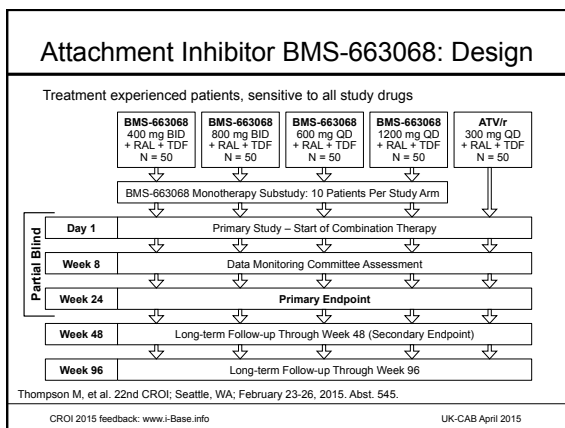 Attachment Inhibitor BMS-663068: Design
Treatment experienced patients, sensitive to all study drugs
BMS-663068
400 mg BID
+ RAL + TDF
N = 50
BMS-663068
800 mg BID
+ RAL + TDF
N = 50
BMS-663068
600 mg QD
+ RAL + TDF
N = 50
BMS-663068
1200 mg QD
+ RAL + TDF
N = 50
ATV/r
300 mg QD
+ RAL + TDF
N = 50
BMS-663068 Monotherapy Substudy: 10 Patients Per Study Arm
Partial Blind
Day 1
Primary Study – Start of Combination Therapy
Week 8
Data Monitoring Committee Assessment
Week 24
Primary Endpoint
Week 48
Long-term Follow-up Through Week 48 (Secondary Endpoint)
Week 96
Long-term Follow-up Through Week 96
Thompson M, et al. 22nd CROI; Seattle, WA; February 23-26, 2015. Abst. 545.
CROI 2015 feedback: www.i-Base.info
UK-CAB April 2015